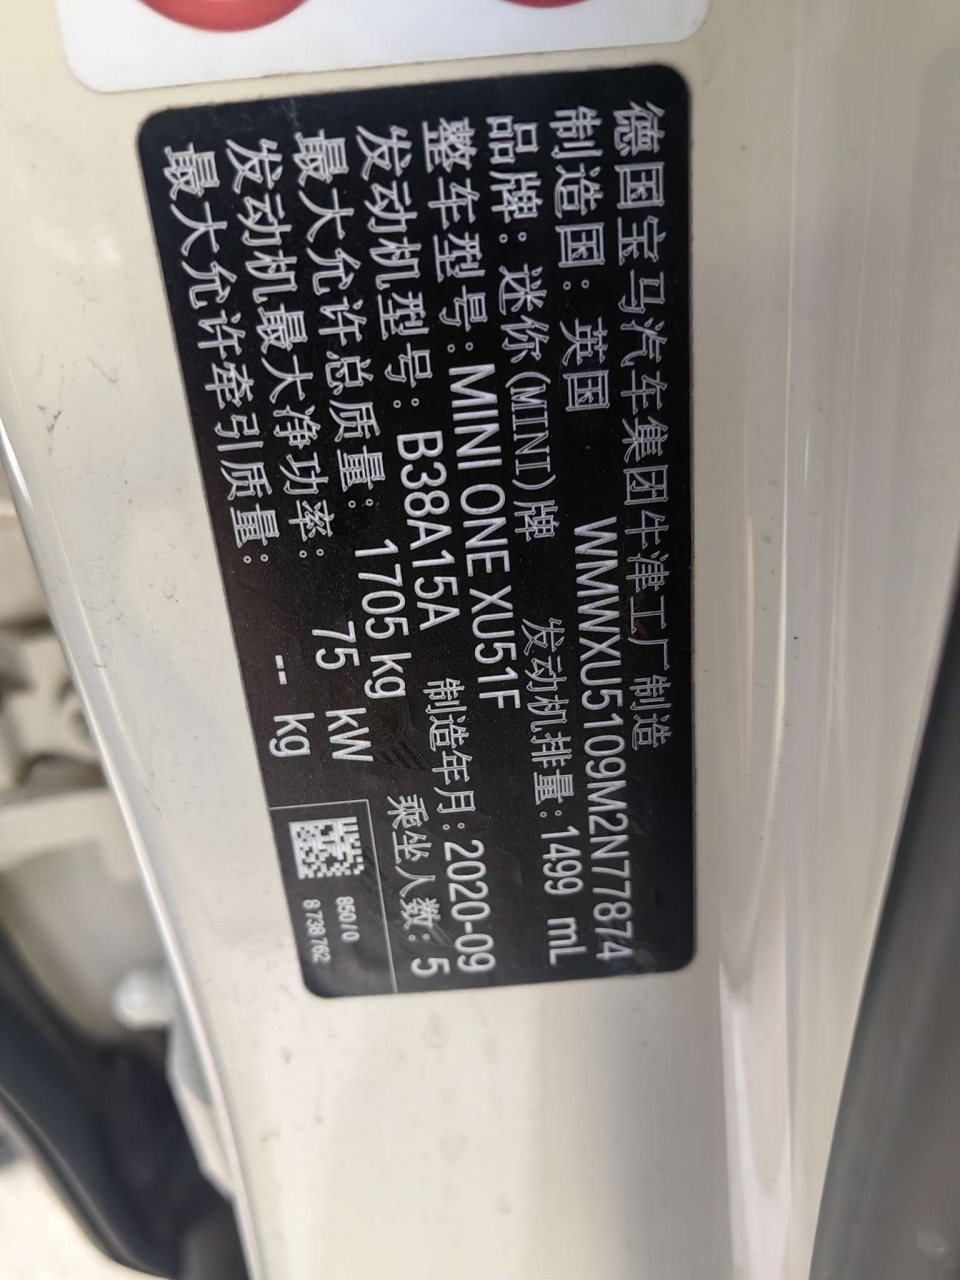 德国宝马汽车集团牛津工厂制造
制造国：英国 WMWXU5109M2N77874
品牌：迷你(MINI)牌 发动机排量:1499 mL
整车型号：MINI ONE XU51F 制造年月:2020-09
发动机型号：B38A15A 乘坐人数：5
最大允许总质量：1705 kg
发动机最大净功率：75 kW
最大允许牵引质量：-- kg
850/0
8 738 762